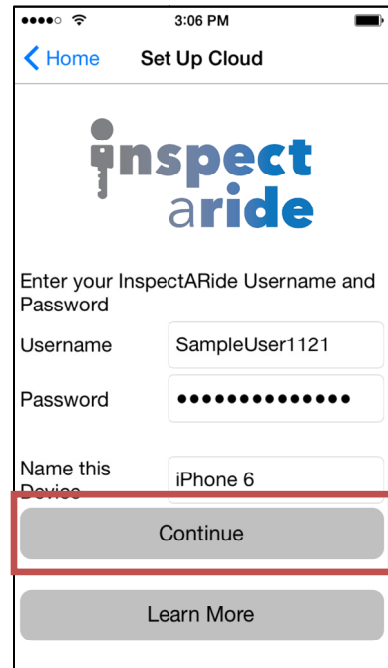 3:06 PM
Home Set Up Cloud
inspect
aride
Enter your InspectARide Username and
Password
Username SampleUser1121
Password ••••••••••••••
Name this
Device iPhone 6
Continue
Learn More